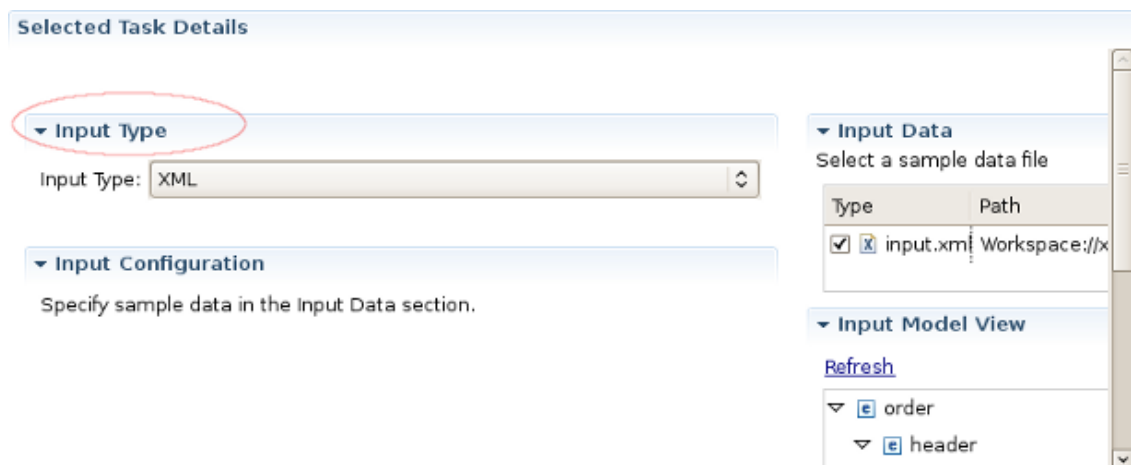 Selected Task Details
Input Type
Input Type: XML
Input Configuration
Specify sample data in the Input Data section.
Input Data
Select a sample data file
Type Path
input.xml Workspace://x
Input Model View
Refresh
order
header